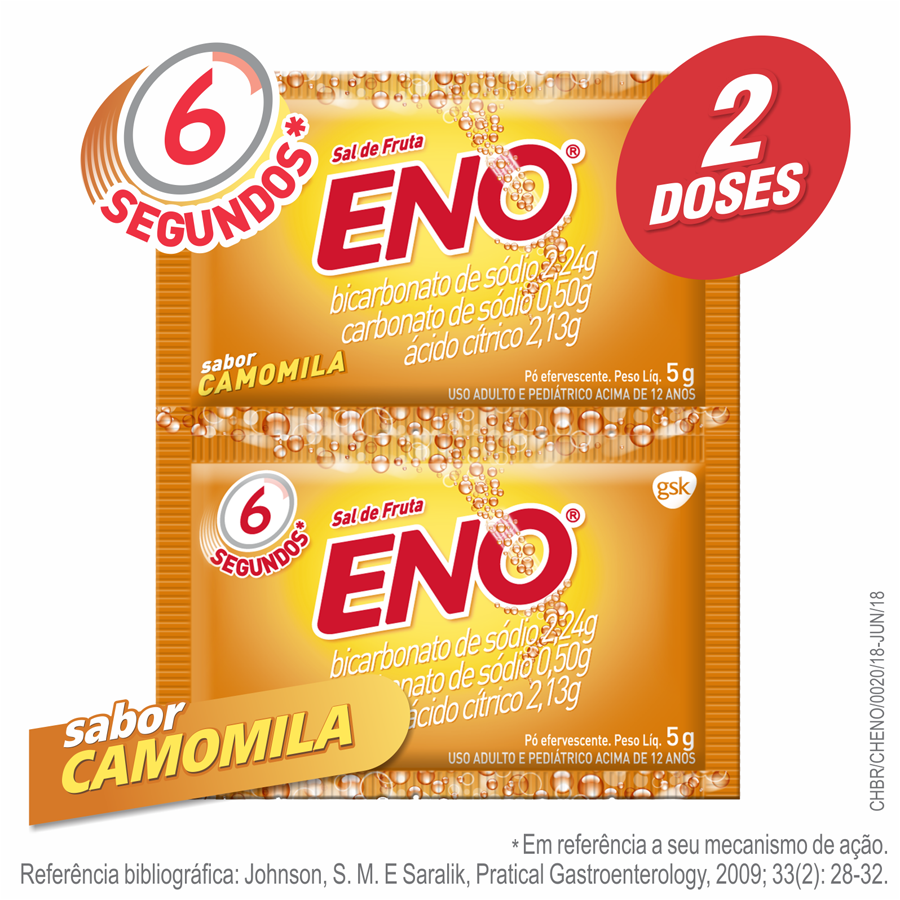 6
SEGUNDOS*
2
DOSES
Sal de Fruta
ENO®
bicarbonato de sódio 2,24g
carbonato de sódio 0,50g
ácido cítrico 2,13g
sabor
CAMOMILA
Pó efervescente. Peso Líq. 5 g
USO ADULTO E PEDIÁTRICO ACIMA DE 12 ANOS
6
SEGUNDOS*
gsk
Sal de Fruta
ENO®
bicarbonato de sódio 2,24g
onato de sódio 0,50g
ácido cítrico 2,13g
Pó efervescente. Peso Líq. 5 g
USO ADULTO E PEDIÁTRICO ACIMA DE 12 ANOS
sabor
CAMOMILA
CHBR/CHENO/0020/18-JUN/18
* Em referência a seu mecanismo de ação.
Referência bibliográfica: Johnson, S. M. E Saralik, Pratical Gastroenterology, 2009; 33(2): 28-32.